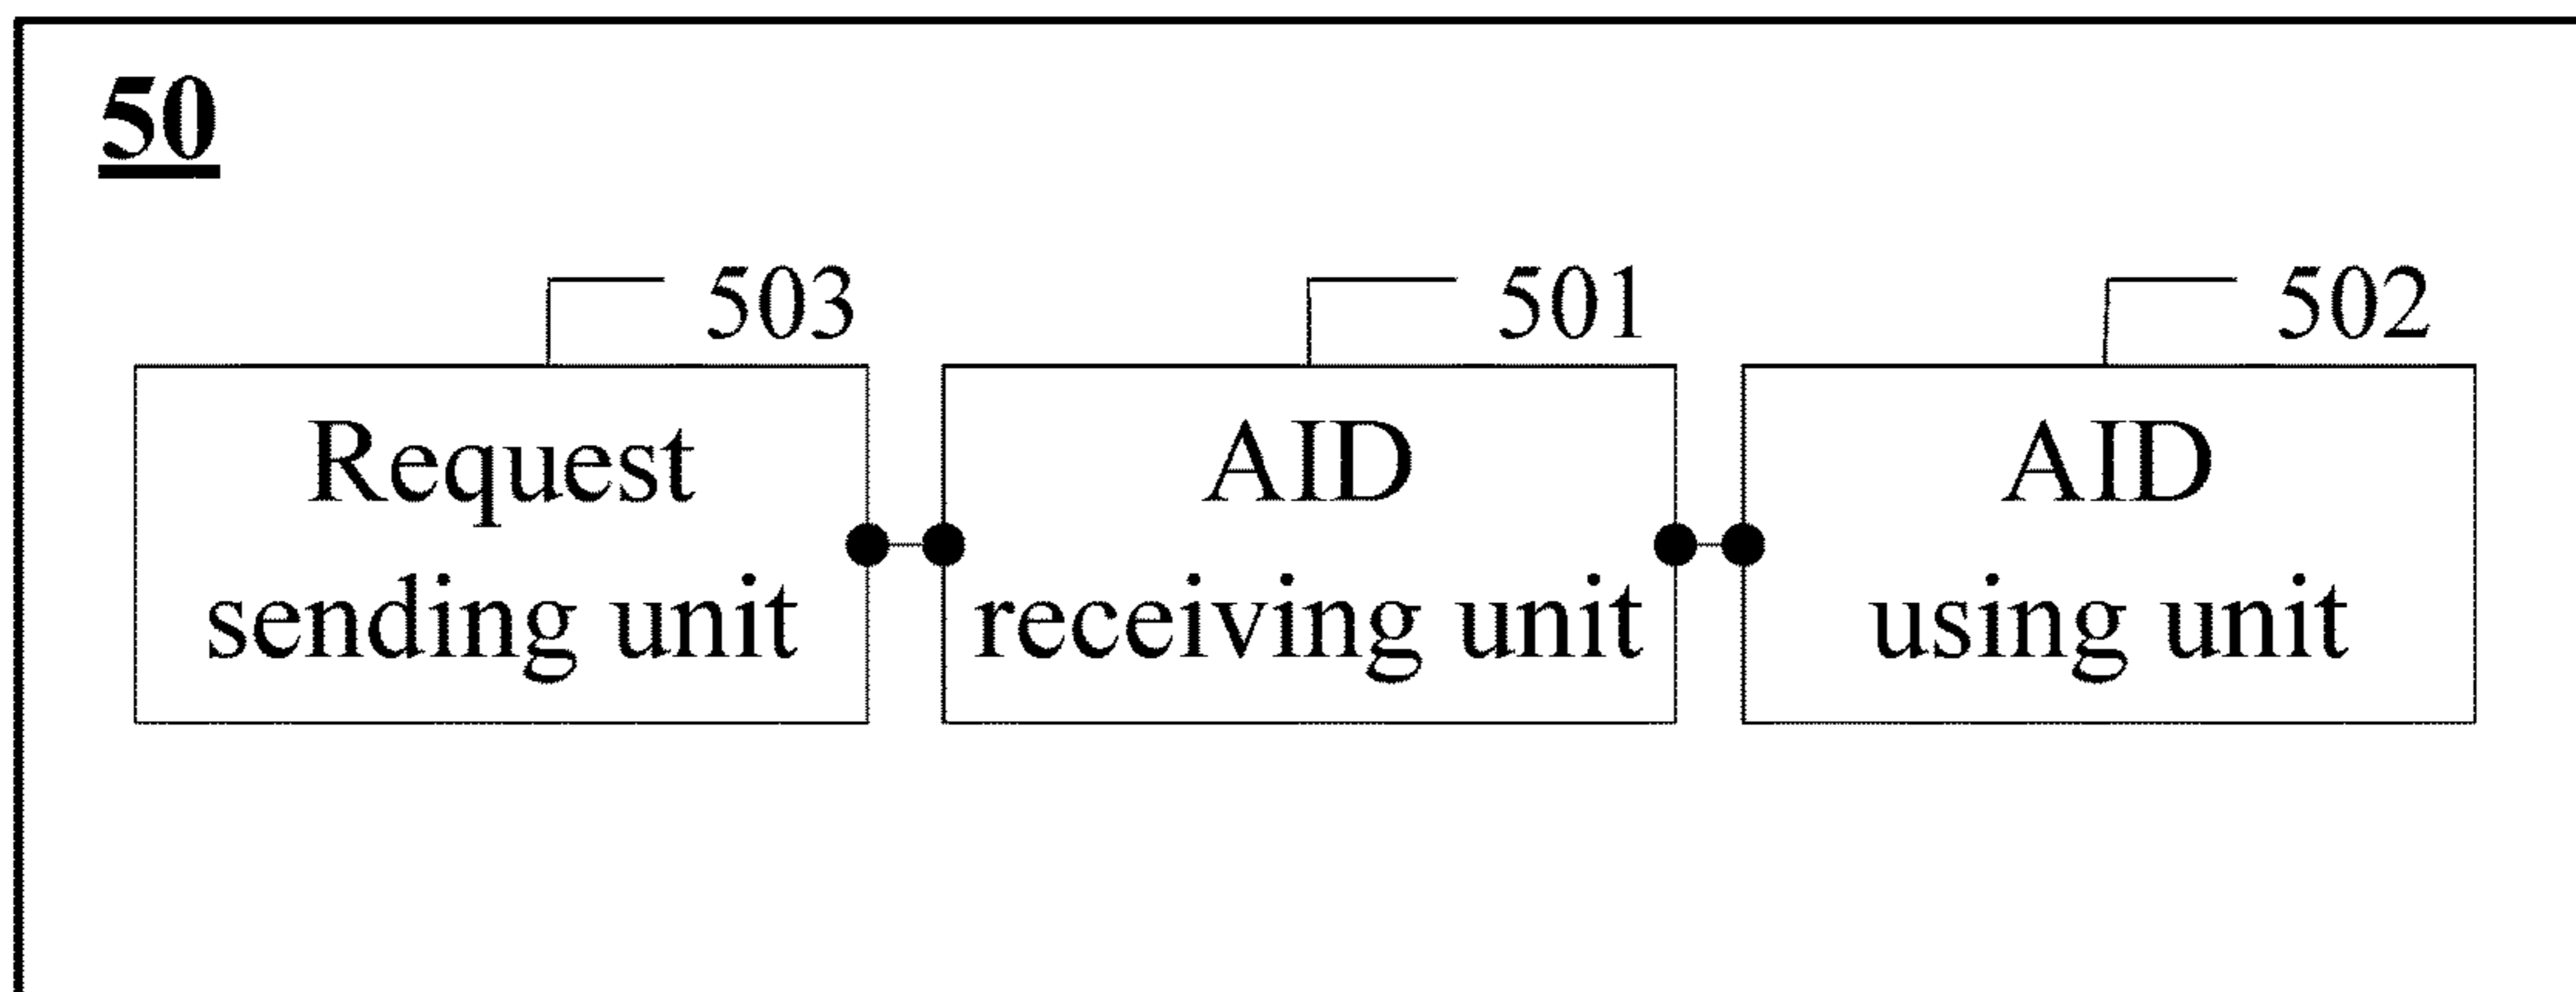 50
503
501
502
Request
sending unit
AID
receiving unit
AID
using unit